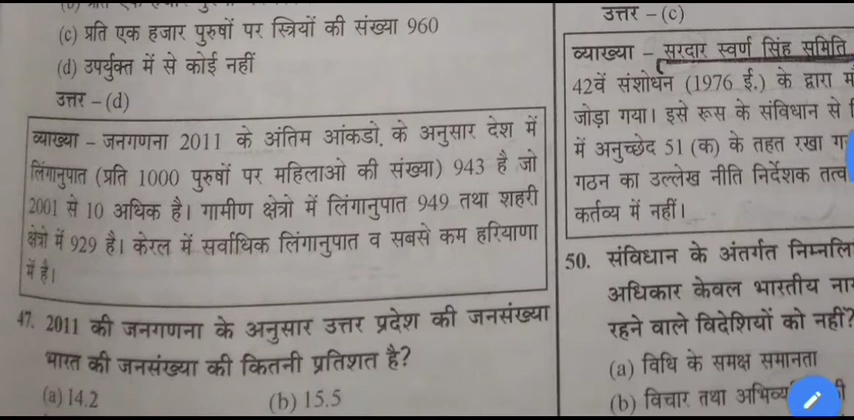 (c) प्रति एक हजार पुरुषों पर स्त्रियों की संख्या 960
(d) उपर्युक्त में से कोई नहीं
उत्तर – (d)
व्याख्या – जनगणना 2011 के अंतिम आंकडो के अनुसार देश में
लिंगानुपात (प्रति 1000 पुरुषों पर महिलाओ की संख्या) 943 है जो
2001 से 10 अधिक है। गामीण क्षेत्रो में लिंगानुपात 949 तथा शहरी
क्षेत्रो में 929 है। केरल में सर्वाधिक लिंगानुपात व सबसे कम हरियाणा
में है।
47. 2011 की जनगणना के अनुसार उत्तर प्रदेश की जनसंख्या
भारत की जनसंख्या की कितनी प्रतिशत है?
(a) 14.2 (b) 15.5
उत्तर – (c)
व्याख्या – सरदार स्वर्ण सिंह समिति
42वें संशोधन (1976 ई.) के द्वारा
जोड़ा गया। इसे रूस के संविधान से
में अनुच्छेद 51 (क) के तहत रखा
गठन का उल्लेख नीति निर्देशक तत्व
कर्तव्य में नहीं।
50. संविधान के अंतर्गत
अधिकार केवल भारतीय
रहने वाले विदेशियों को नहीं?
(a) विधि के समक्ष समानता
(b) विचार तथा